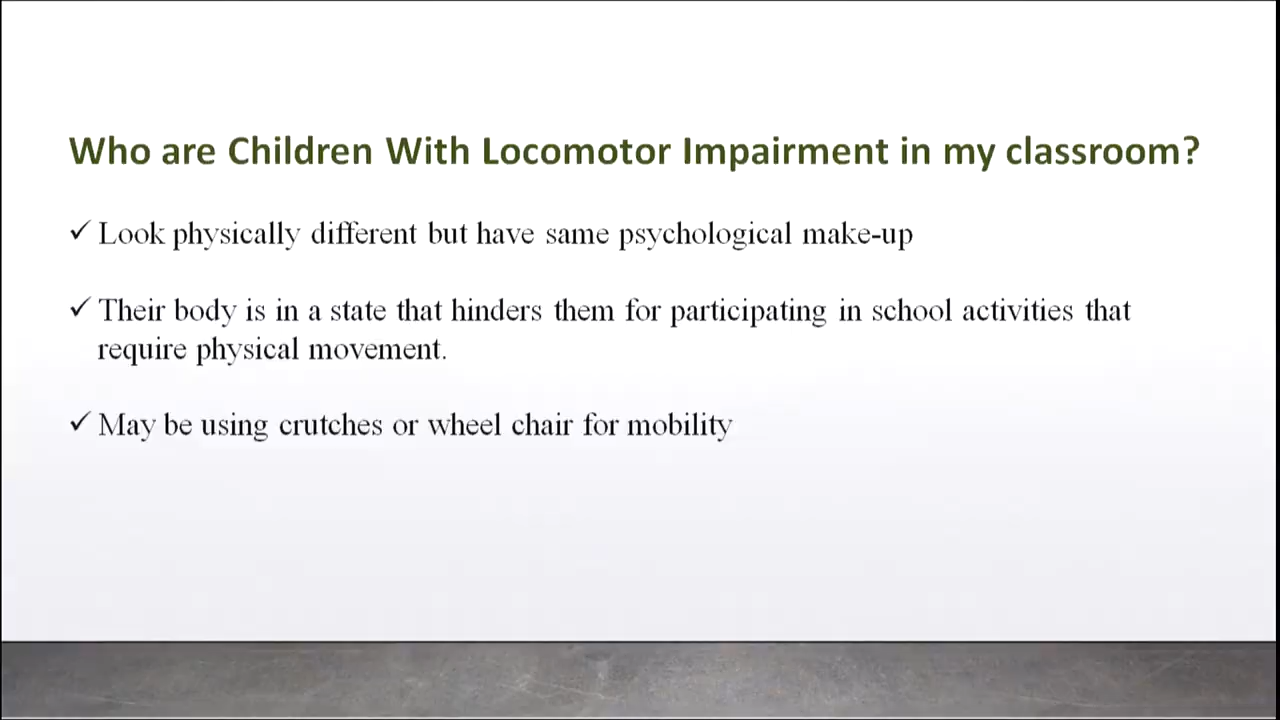 Who are Children With Locomotor Impairment in my classroom?
✓ Look physically different but have same psychological make-up
✓ Their body is in a state that hinders them for participating in school activities that
require physical movement.
✓ May be using crutches or wheel chair for mobility